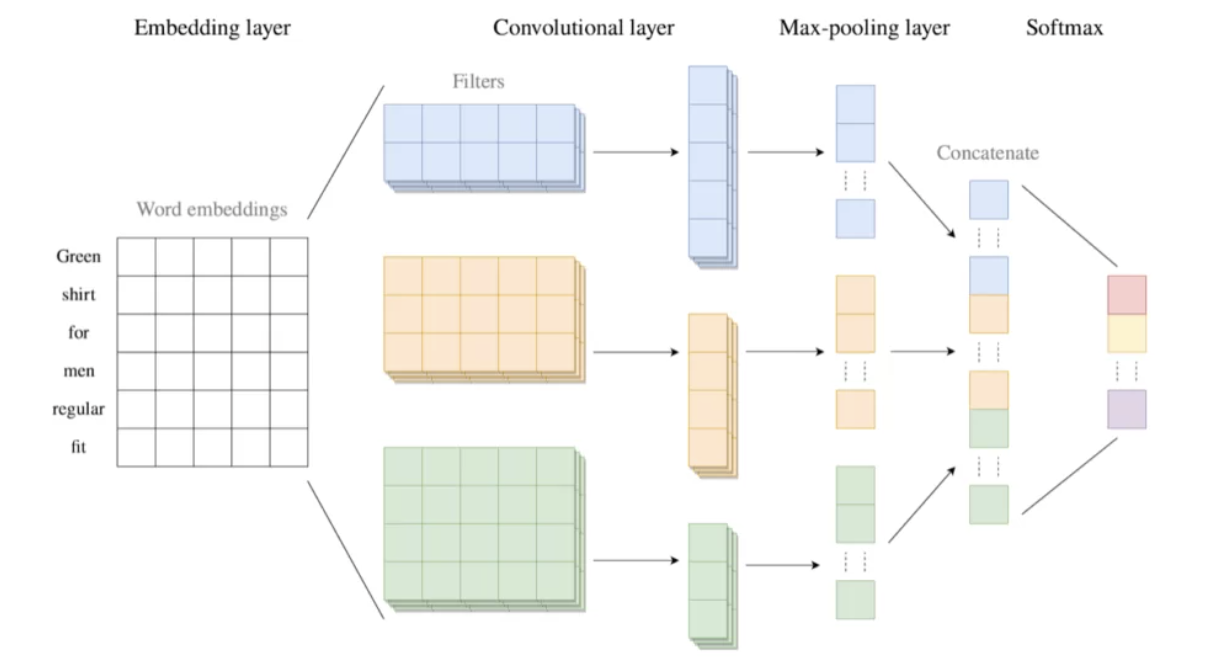 Embedding layer
Convolutional layer
Max-pooling layer
Softmax
Filters
Concatenate
Word embeddings
Green
shirt
for
men
regular
fit